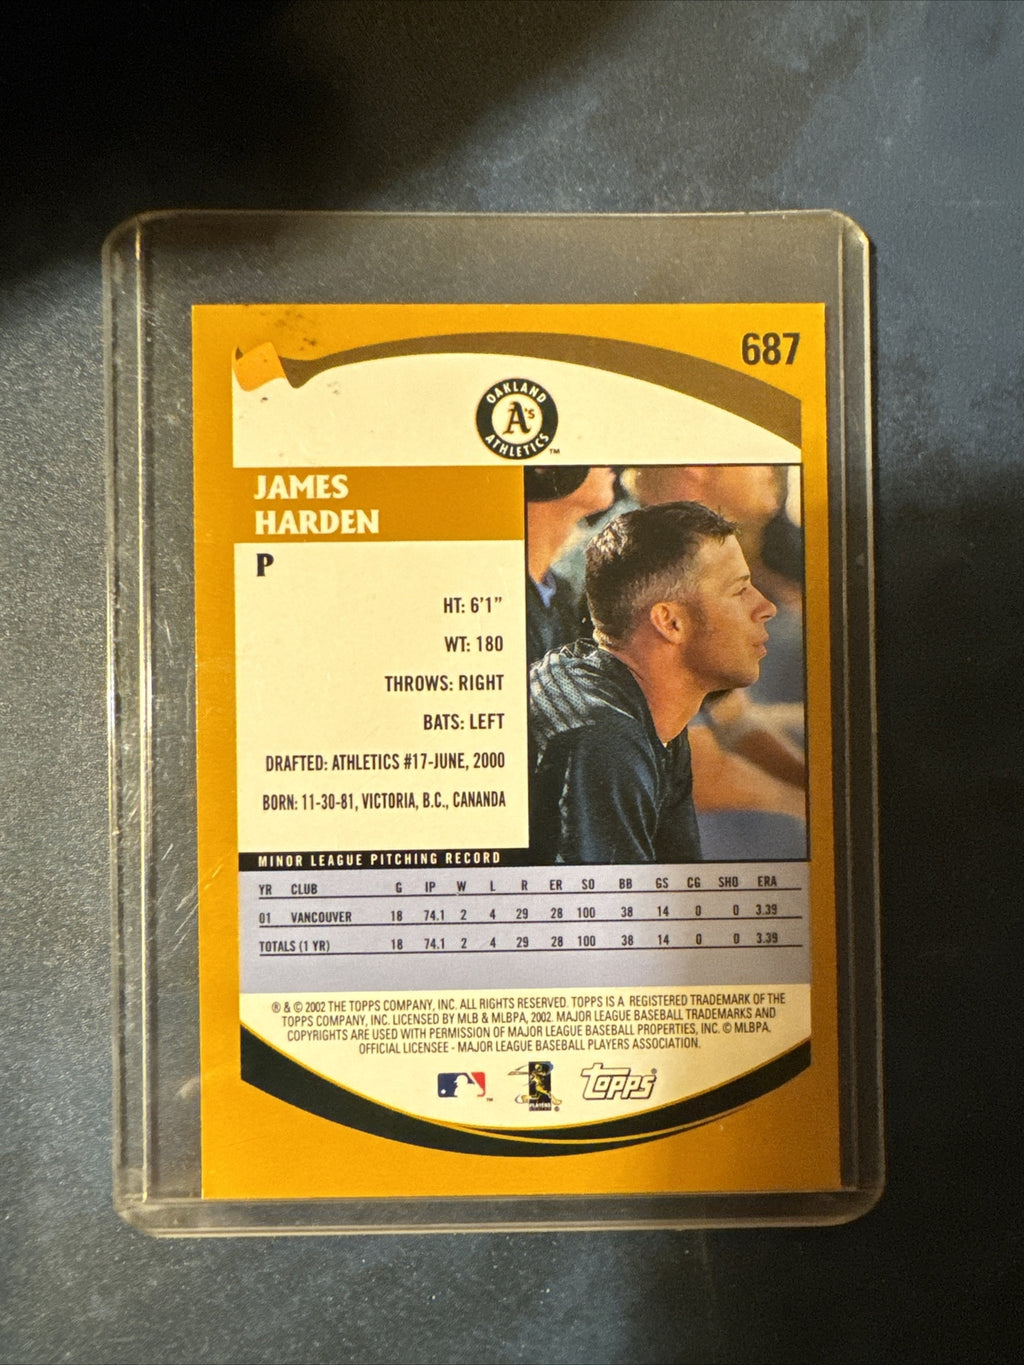 687
OAKLAND
A's
ATHLETICS™
JAMES
HARDEN
P
HT: 6'1"
WT: 180
THROWS: RIGHT
BATS: LEFT
DRAFTED: ATHLETICS #17-JUNE, 2000
BORN: 11-30-81, VICTORIA, B.C., CANANDA
MINOR LEAGUE PITCHING RECORD
YR CLUB G IP W L R ER SO BB GS CG SHO ERA
01 VANCOUVER 18 74.1 2 4 29 28 100 38 14 0 0 3.39
TOTALS (1 YR) 18 74.1 2 4 29 28 100 38 14 0 0 3.39
® & © 2002 THE TOPPS COMPANY, INC. ALL RIGHTS RESERVED. TOPPS IS A REGISTERED TRADEMARK OF THE
TOPPS COMPANY, INC. LICENSED BY MLB & MLBPA, 2002. MAJOR LEAGUE BASEBALL TRADEMARKS AND
COPYRIGHTS ARE USED WITH PERMISSION OF MAJOR LEAGUE BASEBALL PROPERTIES, INC. © MLBPA.
OFFICIAL LICENSEE - MAJOR LEAGUE BASEBALL PLAYERS ASSOCIATION.
™ PLAYERS ® TOPPS®